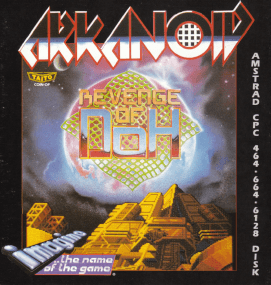 ARKANOID
TAITO
COIN-OP
REVENGE
OF
DOH
AMSTRAD CPC 464·664·6128 DISK
imagine
...the name
of the game